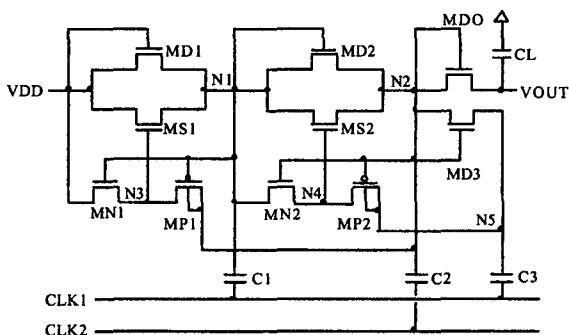 MDO
CL
MD1
MD2
N1
N2
VDD
VOUT
MS1
MS2
MD3
N3
N4
MN1
MP1
MN2
MP2
N5
C1
C2
C3
CLK1
CLK2